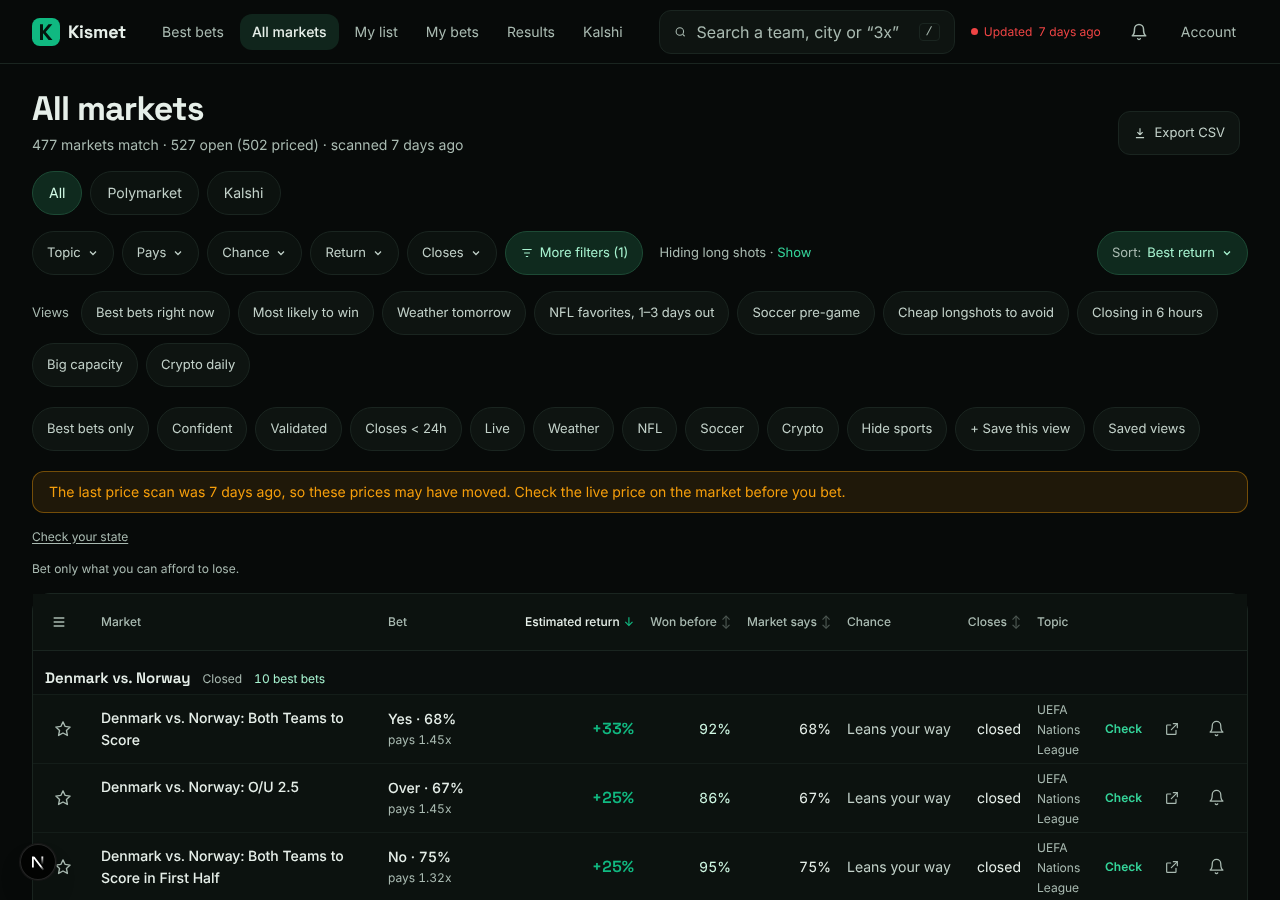 K Kismet Best bets All markets My list My bets Results Kalshi Search a team, city or “3x” / Updated 7 days ago Account
All markets
477 markets match · 527 open (502 priced) · scanned 7 days ago
Export CSV
All Polymarket Kalshi
Topic Pays Chance Return Closes More filters (1) Hiding long shots · Show Sort: Best return
Views Best bets right now Most likely to win Weather tomorrow NFL favorites, 1–3 days out Soccer pre-game Cheap longshots to avoid Closing in 6 hours
Big capacity Crypto daily
Best bets only Confident Validated Closes < 24h Live Weather NFL Soccer Crypto Hide sports + Save this view Saved views
The last price scan was 7 days ago, so these prices may have moved. Check the live price on the market before you bet.
Check your state
Bet only what you can afford to lose.
Market Bet Estimated return ↓ Won before Market says Chance Closes Topic
Denmark vs. Norway Closed 10 best bets
Denmark vs. Norway: Both Teams to Score Yes · 68% pays 1.45x +33% 92% 68% Leans your way closed UEFA Nations League Check
Denmark vs. Norway: O/U 2.5 Over · 67% pays 1.45x +25% 86% 67% Leans your way closed UEFA Nations League Check
Denmark vs. Norway: Both Teams to Score in First Half No · 75% pays 1.32x +25% 95% 75% Leans your way closed UEFA Nations League Check
N